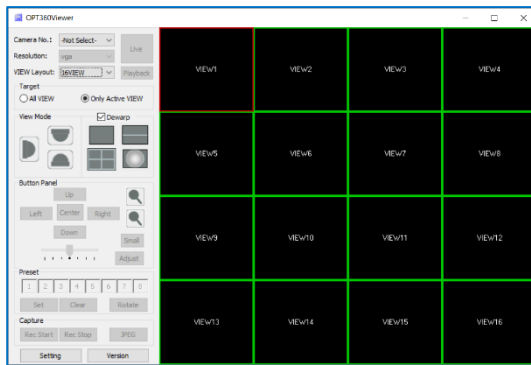 OPT360Viewer
Camera No.: -Not Select-
Live
Resolution: vga
VIEW Layout: 16VIEW Playback
Target
All VIEW Only Active VIEW
View Mode Dewarp
Button Panel
Up
Left Center Right
Down
Small
Adjust
Preset
1 2 3 4 5 6 7 8
Set Clear Rotate
Capture
Rec Start Rec Stop JPEG
Setting Version
VIEW1 VIEW2 VIEW3 VIEW4
VIEW5 VIEW6 VIEW7 VIEW8
VIEW9 VIEW10 VIEW11 VIEW12
VIEW13 VIEW14 VIEW15 VIEW16